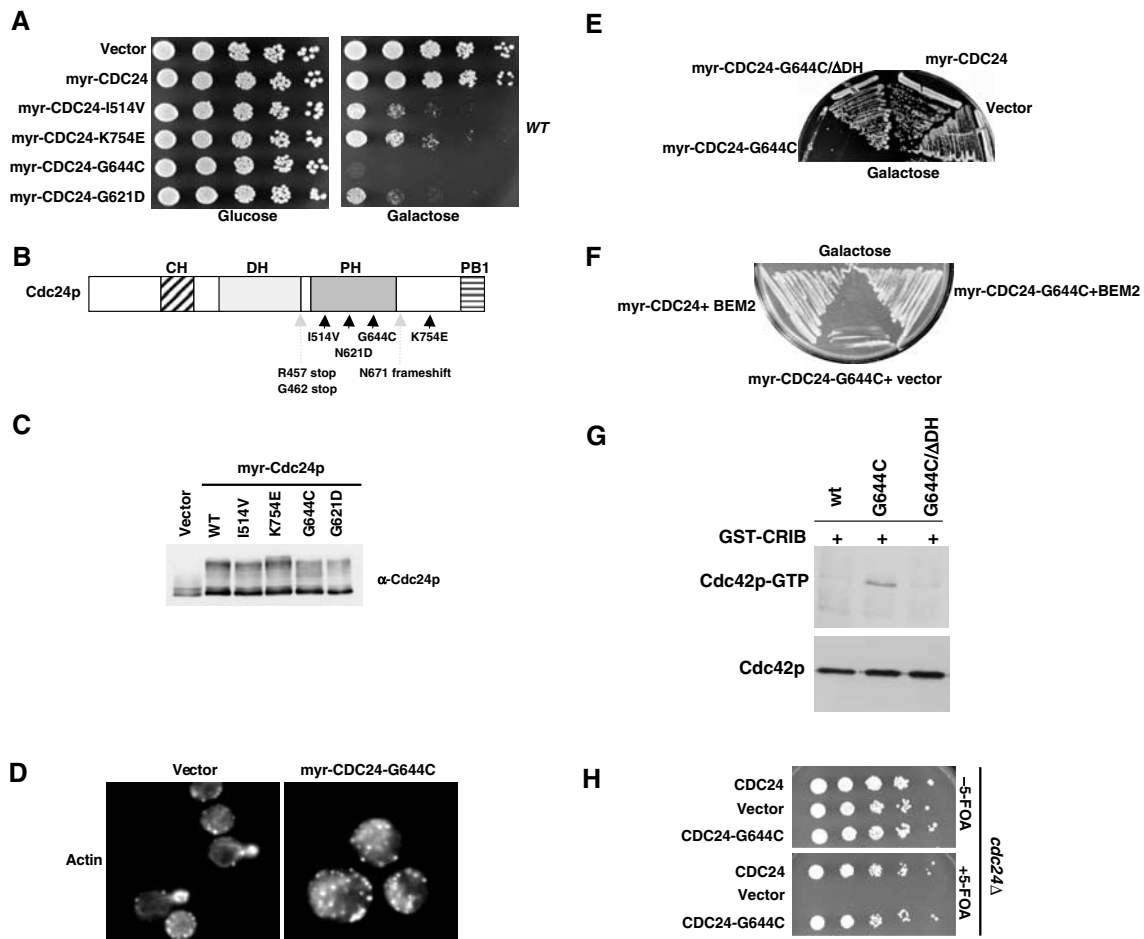 A
Vector
myr-CDC24
myr-CDC24-I514V
myr-CDC24-K754E
myr-CDC24-G644C
myr-CDC24-G621D
Glucose
Galactose
WT
B
CH
DH
PH
PB1
Cdc24p
I514V
G644C
K754E
N621D
R457 stop
G462 stop
N671 frameshift
C
myr-Cdc24p
Vector
WT
I514V
K754E
G644C
G621D
α-Cdc24p
D
Vector
myr-CDC24-G644C
Actin
E
myr-CDC24-G644C/ΔDH
myr-CDC24
Vector
myr-CDC24-G644C
Galactose
F
Galactose
myr-CDC24+ BEM2
myr-CDC24-G644C+BEM2
myr-CDC24-G644C+ vector
G
wt
G644C
G644C/ΔDH
GST-CRIB + + +
Cdc42p-GTP
Cdc42p
H
CDC24
Vector
CDC24-G644C
–5-FOA
CDC24
Vector
CDC24-G644C
+5-FOA
cdc24Δ